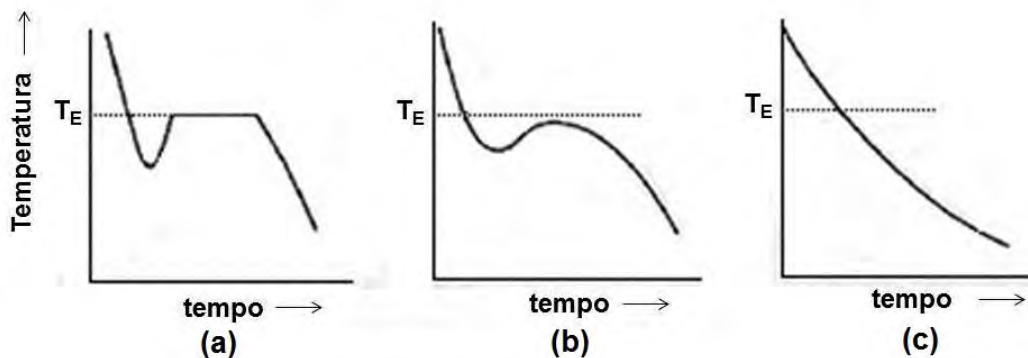 Temperatura →
T_E
tempo →
(a)
T_E
tempo →
(b)
T_E
tempo →
(c)